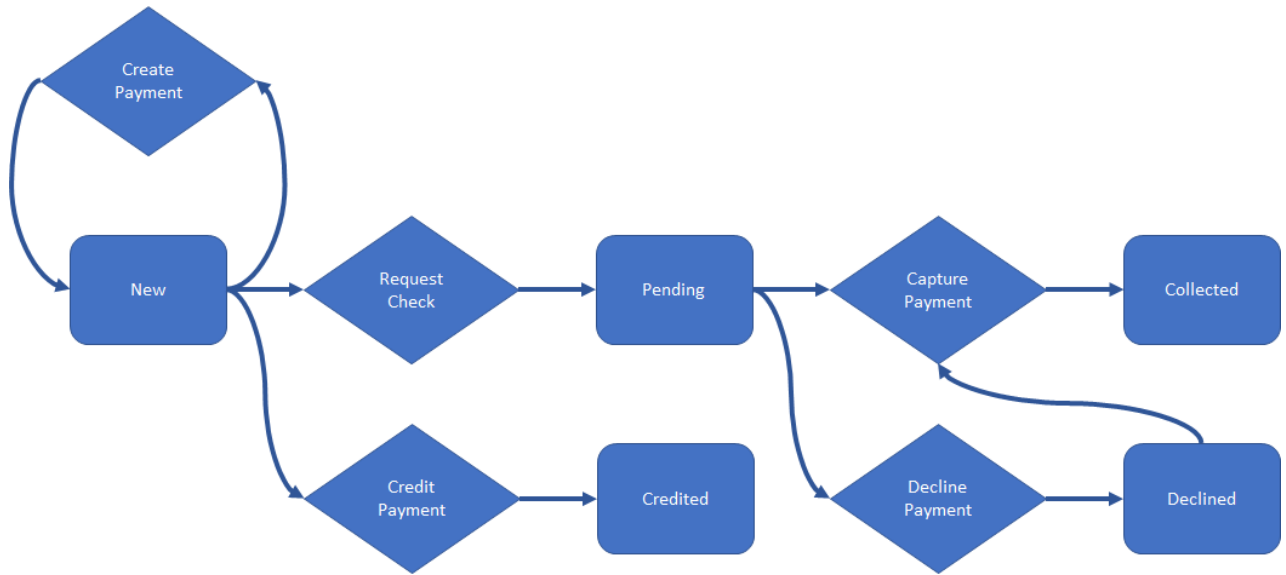 Create
Payment
New
Request
Check
Pending
Capture
Payment
Collected
Credit
Payment
Credited
Decline
Payment
Declined